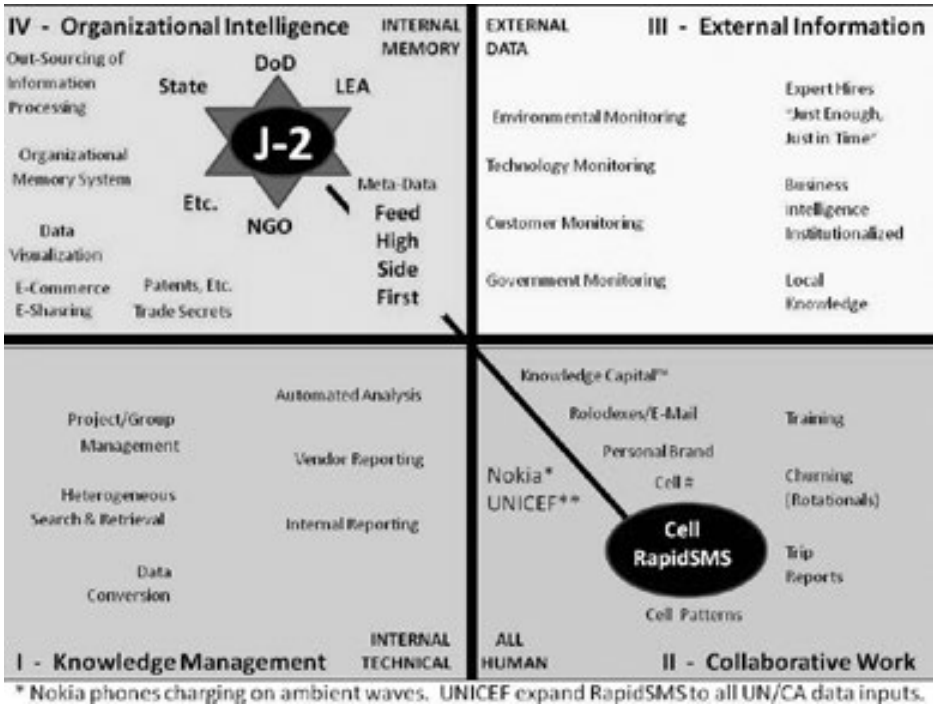 IV - Organizational Intelligence
INTERNAL
MEMORY
Out-Sourcing of
Information
Processing
DoD
State
LEA
J-2
Organizational
Memory System
Etc.
NGO
Meta-Data
Feed
High
Side
First
Data
Visualization
E-Commerce
E-Shasring
Patents, Etc.
Trade Secrets
EXTERNAL
DATA
III - External Information
Environmental Monitoring
Technology Monitoring
Customer Monitoring
Government Monitoring
Expert Hires
"Just Enough,
Just in Time"
Business
Intelligence
Institutionalized
Local
Knowledge
Automated Analysis
Project/Group
Management
Vendor Reporting
Heterogeneous
Search & Retrieval
Internal Reporting
Data
Conversion
I - Knowledge Management
INTERNAL
TECHNICAL
Knowledge Capital™
Rolodexes/E-Mail
Personal Brand
Cell #
Nokia*
UNICEF**
Cell
RapidSMS
Cell Patterns
Training
Churning
(Rotationals)
Trip
Reports
ALL
HUMAN
II - Collaborative Work
* Nokia phones charging on ambient waves. UNICEF expand RapidSMS to all UN/CA data inputs.